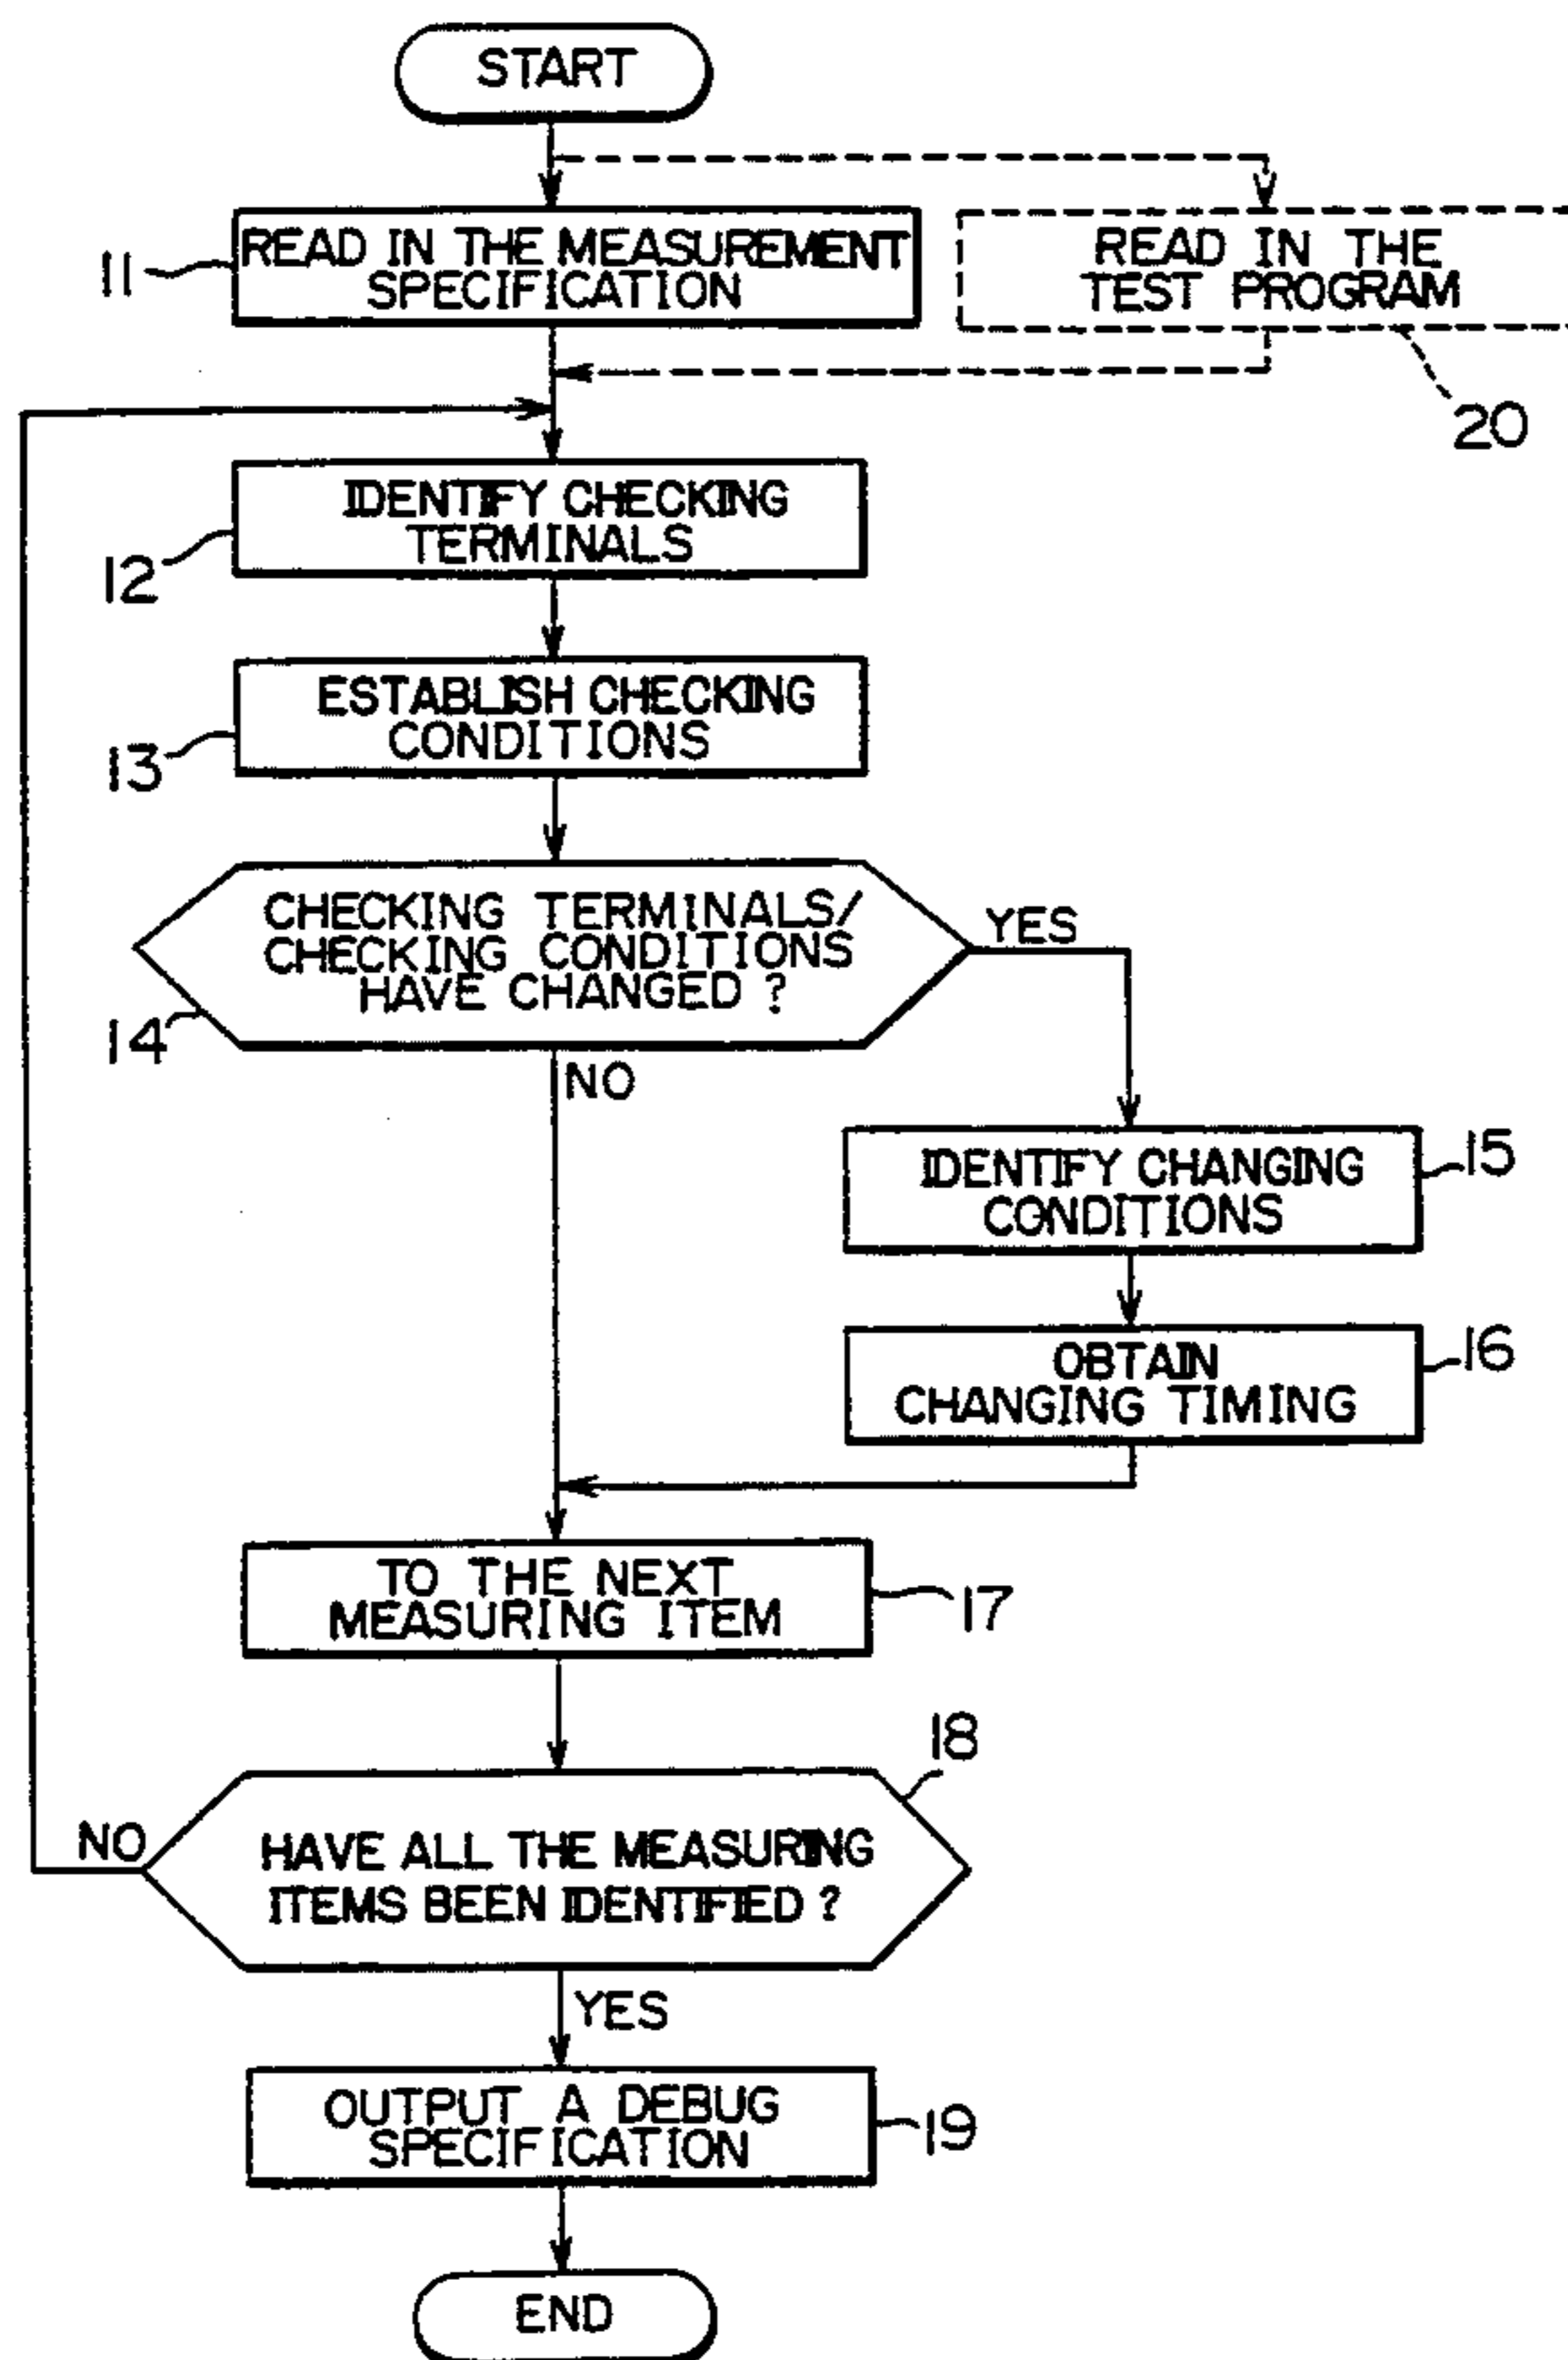 START
11
READ IN THE MEASUREMENT
SPECIFICATION
READ IN THE
TEST PROGRAM
20
12
IDENTIFY CHECKING
TERMINALS
13
ESTABLISH CHECKING
CONDITIONS
14
CHECKING TERMINALS/
CHECKING CONDITIONS
HAVE CHANGED ?
YES
NO
IDENTIFY CHANGING
CONDITIONS
15
OBTAIN
CHANGING TIMING
16
TO THE NEXT
MEASURING ITEM
17
18
NO
HAVE ALL THE MEASURING
ITEMS BEEN IDENTIFIED ?
YES
OUTPUT A DEBUG
SPECIFICATION
19
END